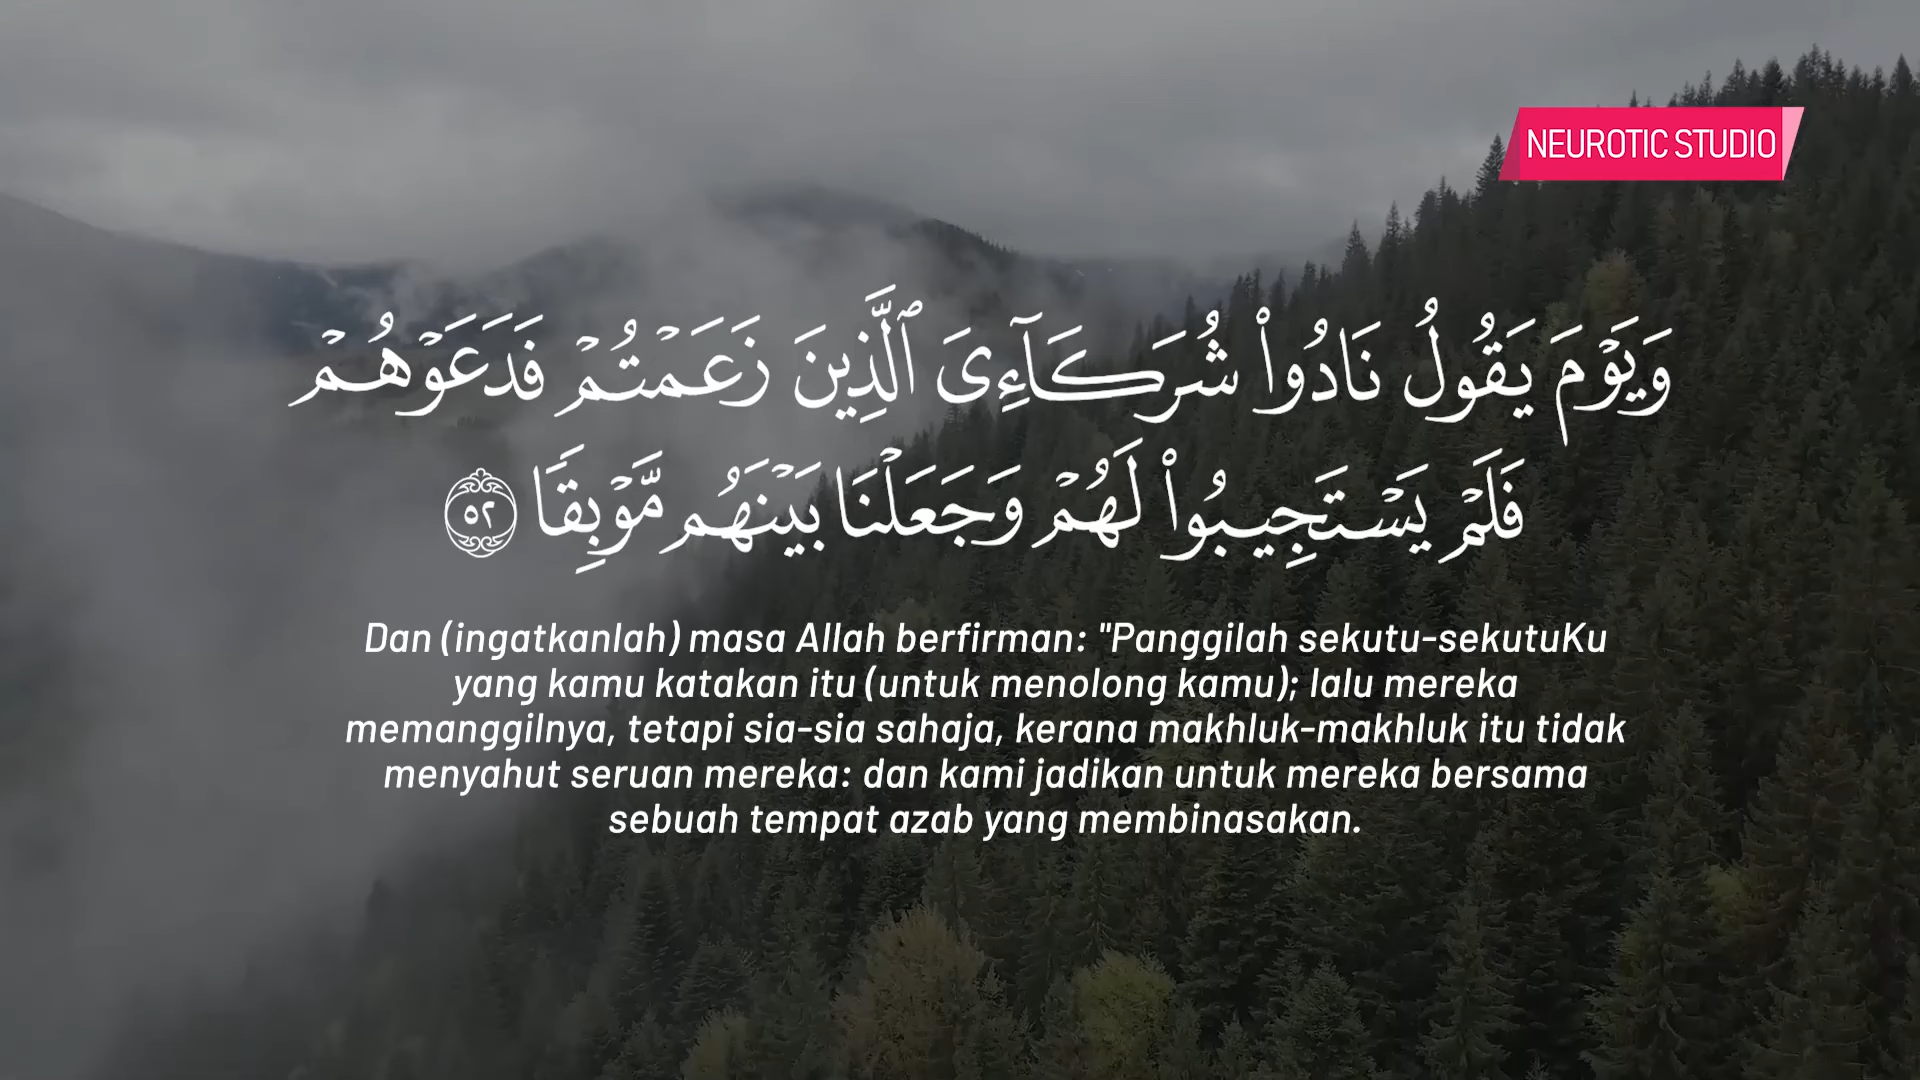 NEUROTIC STUDIO
وَيَوْمَ يَقُولُ نَادُوا۟ شُرَكَآءِىَ ٱلَّذِينَ زَعَمْتُمْ فَدَعَوْهُمْ
فَلَمْ يَسْتَجِيبُوا۟ لَهُمْ وَجَعَلْنَا بَيْنَهُم مَّوْبِقًا ٥٢
Dan (ingatkanlah) masa Allah berfirman: "Panggilah sekutu-sekutuKu
yang kamu katakan itu (untuk menolong kamu); lalu mereka
memanggilnya, tetapi sia-sia sahaja, kerana makhluk-makhluk itu tidak
menyahut seruan mereka: dan kami jadikan untuk mereka bersama
sebuah tempat azab yang membinasakan.